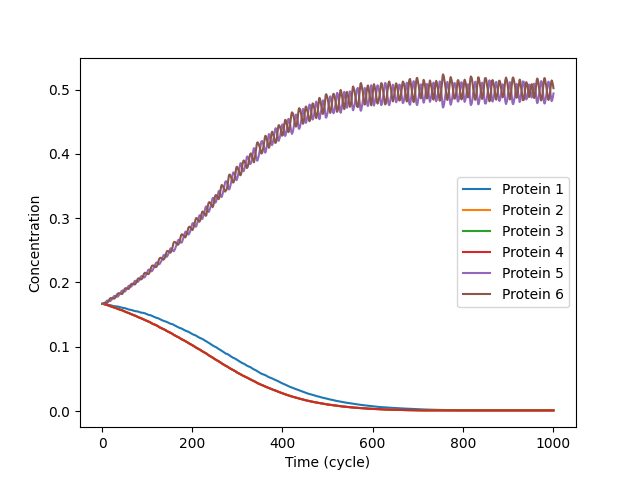 0.5
0.4
0.3
0.2
0.1
0.0
Concentration
Protein 1
Protein 2
Protein 3
Protein 4
Protein 5
Protein 6
0 200 400 600 800 1000
Time (cycle)